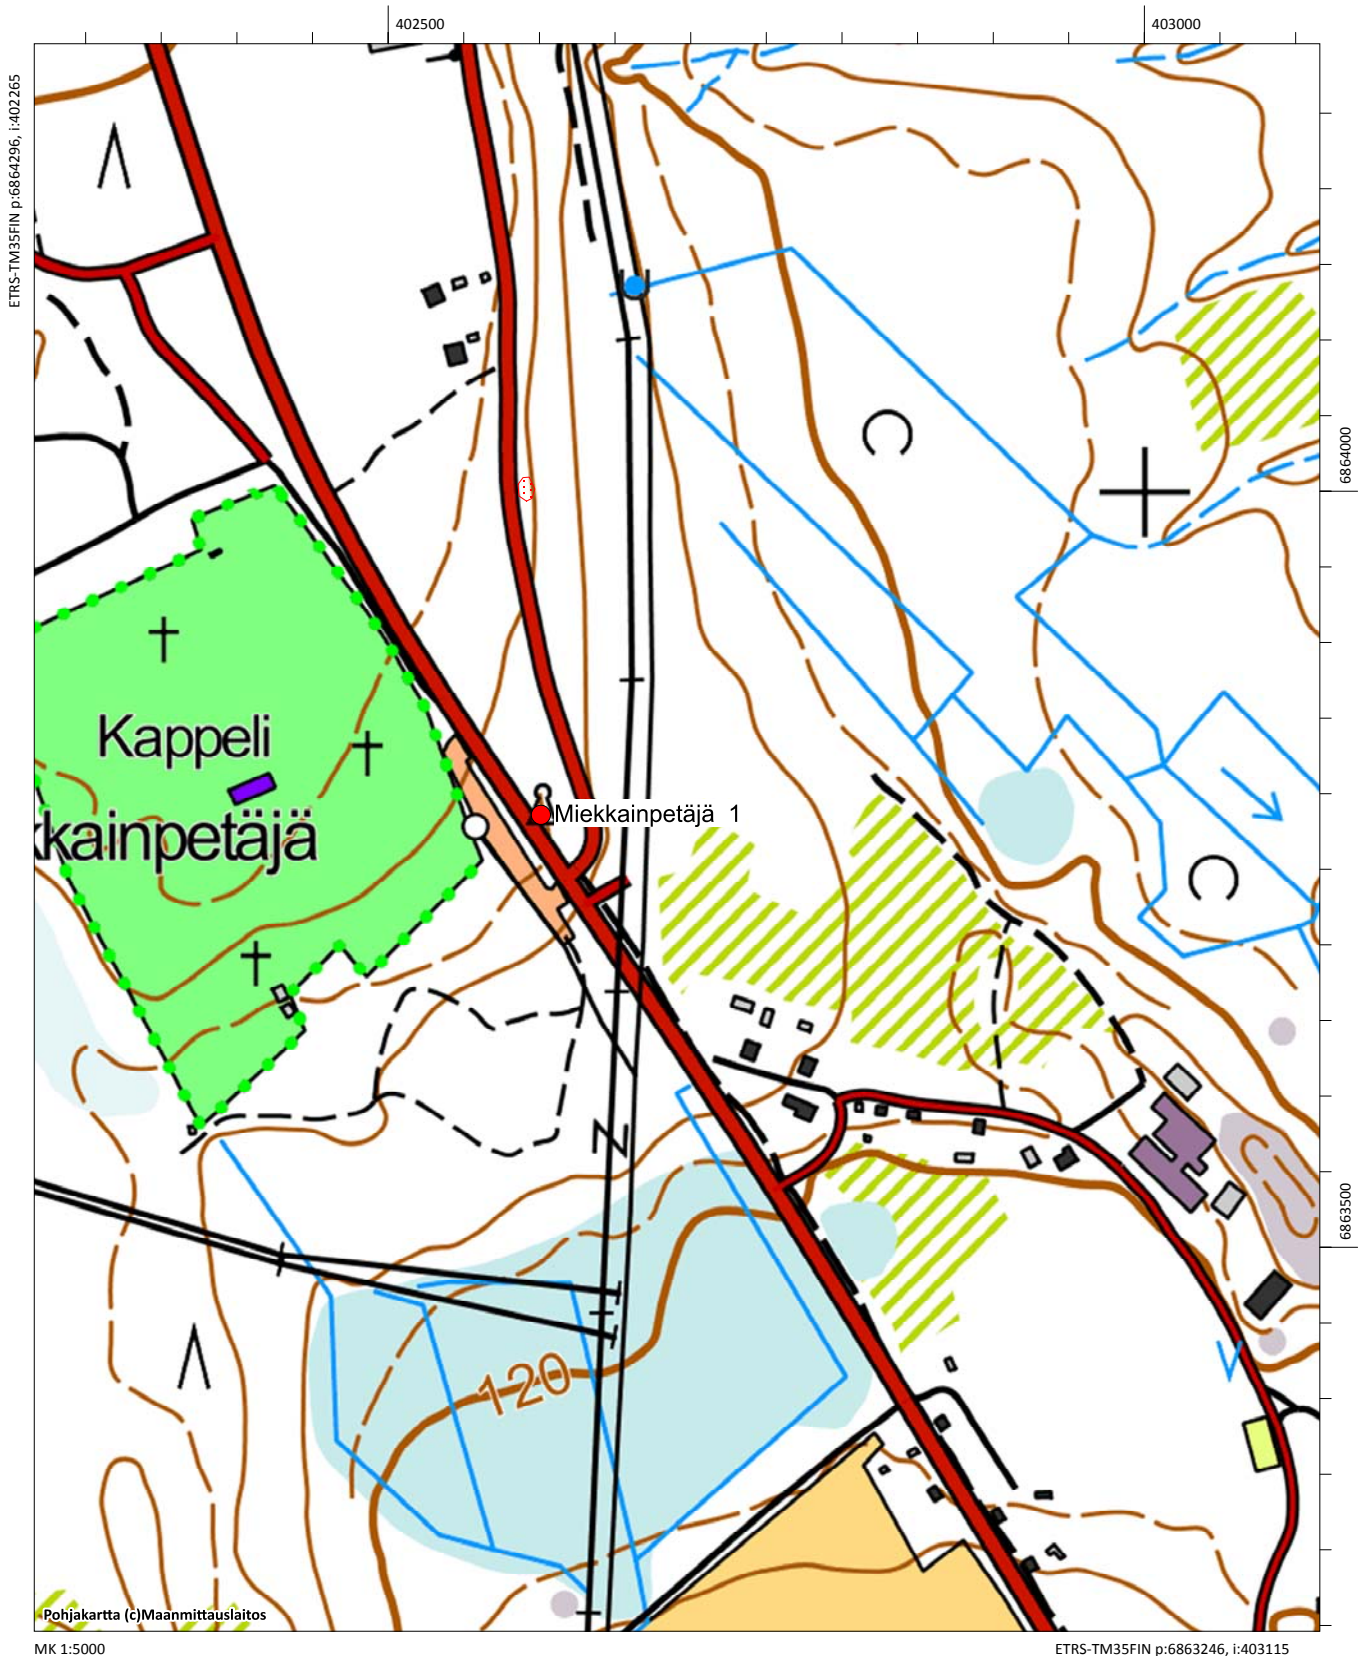 402500
403000
ETRS-TM35FIN p:6864296, i:402265
6864000
Kappeli
kkainpetäjä
Miekkainpetäjä 1
6863500
120
Pohjakartta (c)Maanmittauslaitos
MK 1:5000
ETRS-TM35FIN p:6863246, i:403115